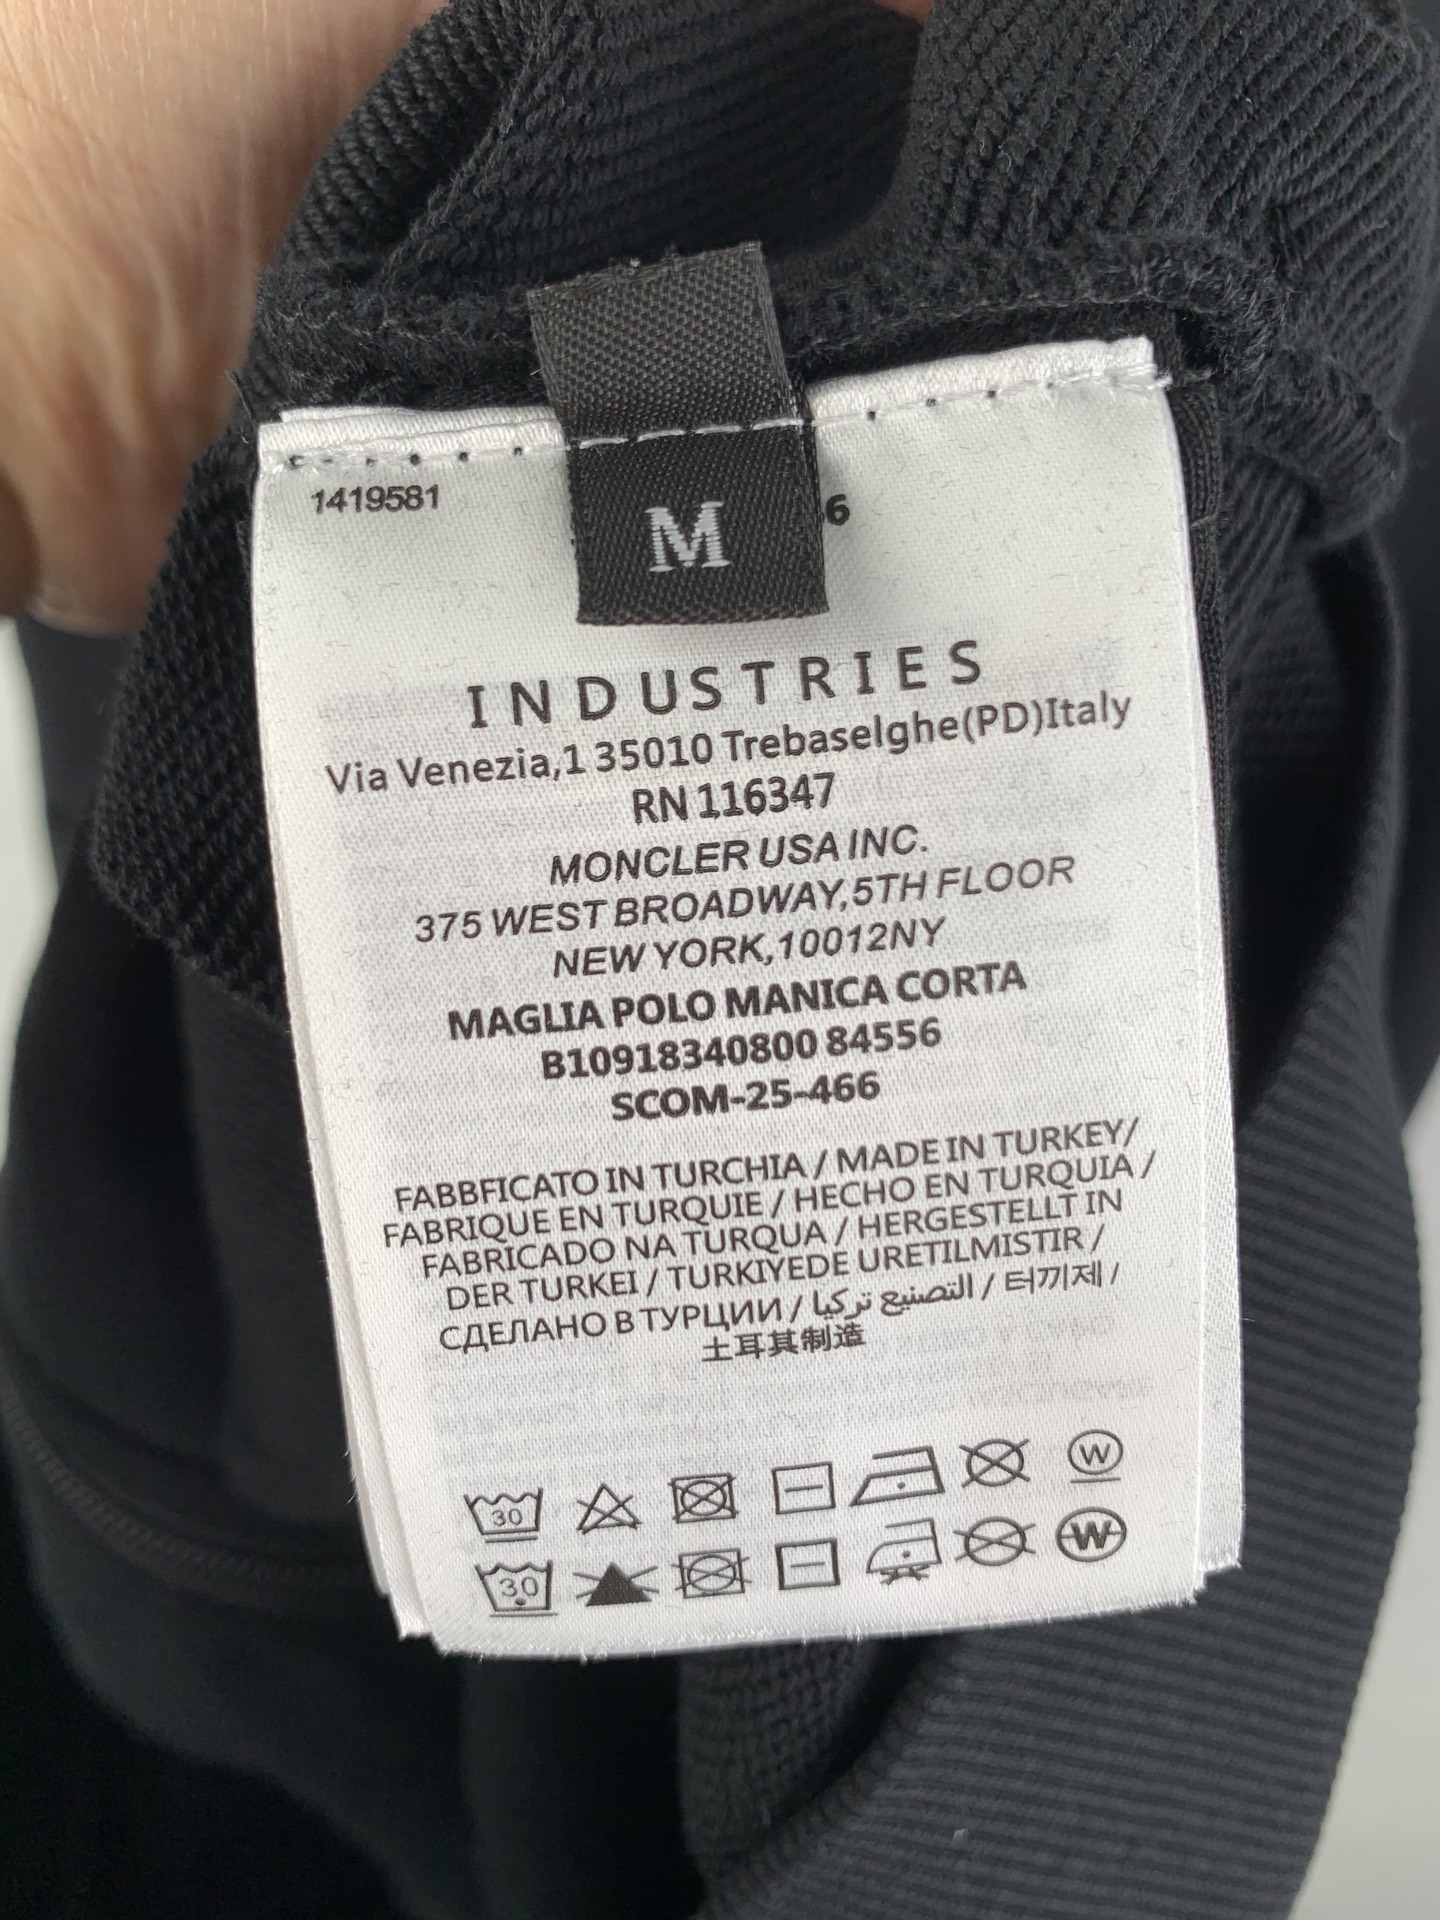 M
1419581
6
INDUSTRIES
Via Venezia,1 35010 Trebaselghe(PD)Italy
RN 116347
MONCLER USA INC.
375 WEST BROADWAY,5TH FLOOR
NEW YORK,10012NY
MAGLIA POLO MANICA CORTA
B10918340800 84556
SCOM-25-466
FABBFICATO IN TURCHIA / MADE IN TURKEY/
FABRIQUE EN TURQUIE / HECHO EN TURQUIA /
FABRICADO NA TURQUA / HERGESTELLT IN
DER TURKEI / TURKIYEDE URETILMISTIR /
СДЕЛАНО В ТУРЦИИ / التصنيع تركيا / 터끼제 /
土耳其制造
30 W
30 W